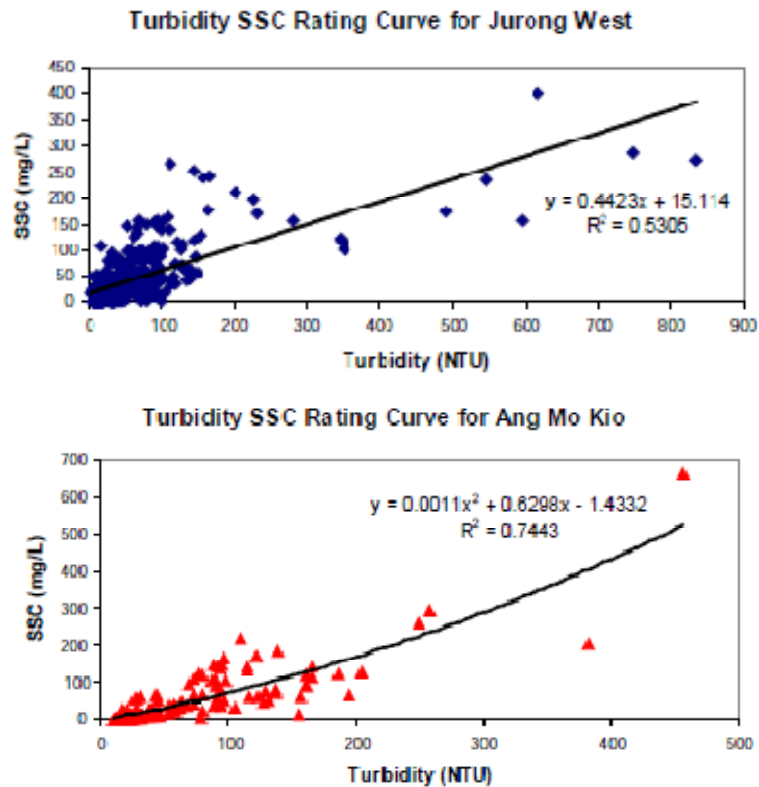 Turbidity SSC Rating Curve for Jurong West
450
400
350
300
250
200
150
100
50
0
SSC (mg/L)
y = 0.4423x + 15.114
R² = 0.5305
0 100 200 300 400 500 600 700 800 900
Turbidity (NTU)
Turbidity SSC Rating Curve for Ang Mo Kio
700
600
500
400
300
200
100
0
SSC (mg/L)
y = 0.0011x² + 0.6298x - 1.4332
R² = 0.7443
0 100 200 300 400 500
Turbidity (NTU)